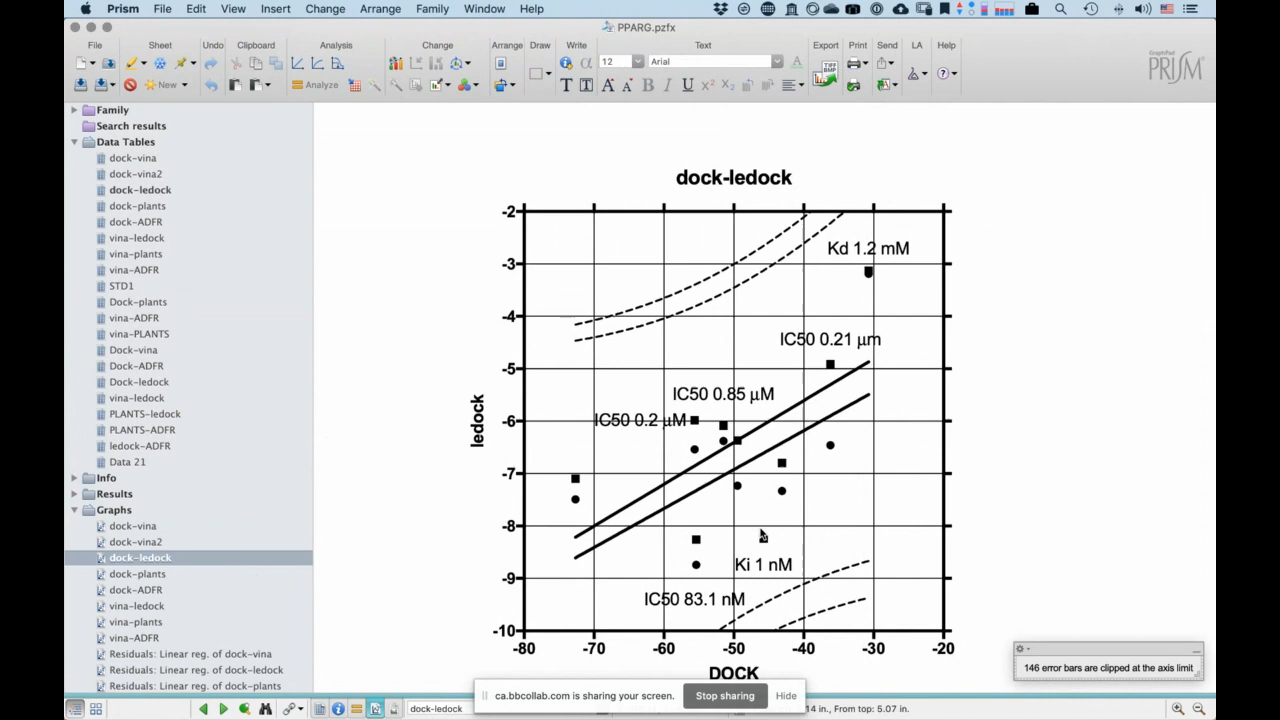 Prism File Edit View Insert Change Arrange Family Window Help
PPARG.pzfx
File Sheet Undo Clipboard Analysis Change Arrange Draw Write Text Export Print Send LA Help
12 Arial
New
Analyze
GraphPad
PRISM
Family
Search results
Data Tables
dock-vina
dock-vina2
dock-ledock
dock-plants
dock-ADFR
vina-ledock
vina-plants
vina-ADFR
STD1
Dock-plants
vina-ADFR
vina-PLANTS
Dock-vina
Dock-ADFR
Dock-ledock
vina-ledock
PLANTS-ledock
PLANTS-ADFR
ledock-ADFR
Data 21
Info
Results
Graphs
dock-vina
dock-vina2
dock-ledock
dock-plants
dock-ADFR
vina-ledock
vina-plants
vina-ADFR
Residuals: Linear reg. of dock-vina
Residuals: Linear reg. of dock-ledock
Residuals: Linear reg. of dock-plants
dock-ledock
-2
-3
-4
-5
-6
-7
-8
-9
-10
ledock
Kd 1.2 mM
IC50 0.21 µm
IC50 0.85 µM
IC50 0.2 µM
Ki 1 nM
IC50 83.1 nM
-80 -70 -60 -50 -40 -30 -20
DOCK
146 error bars are clipped at the axis limit
ca.bbcollab.com is sharing your screen. Stop sharing Hide
dock-ledock
14 in, From top: 5.07 in.